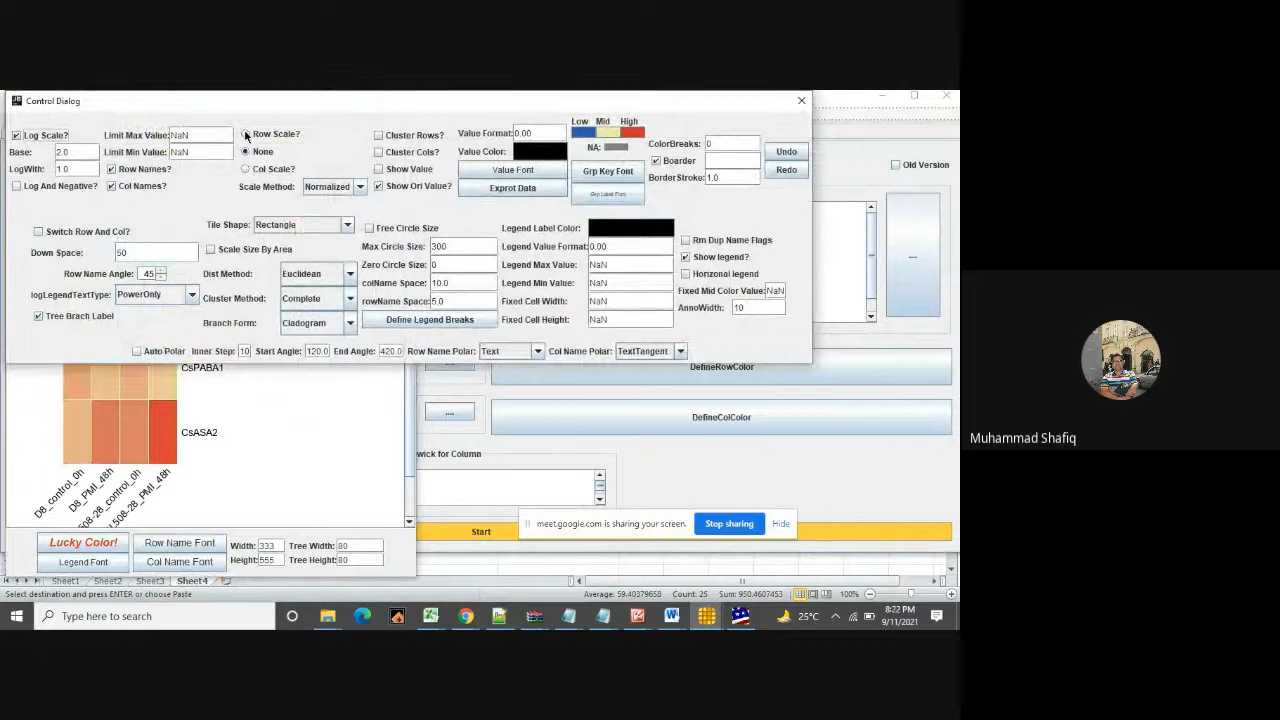 Control Dialog
Log Scale?
Limit Max Value: NaN
Row Scale?
Cluster Rows?
Value Format: 0.00
Low Mid High
ColorBreaks: 0
Undo
Base: 2.0
Limit Min Value: NaN
None
Cluster Cols?
Value Color:
NA:
Boarder
LogWith: 1.0
Row Names?
Col Scale?
Show Value
Value Font
Grp Key Font
Redo
Log And Negative?
Col Names?
Scale Method: Normalized
Show Ori Value?
Exprot Data
Grp Label Font
BorderStroke: 1.0
Old Version
Switch Row And Col?
Tile Shape: Rectangle
Free Circle Size
Legend Label Color:
Rm Dup Name Flags
Down Space: 50
Scale Size By Area
Max Circle Size: 300
Legend Value Format: 0.00
Show legend?
Row Name Angle: 45
Dist Method: Euclidean
Zero Circle Size: 0
Legend Max Value: NaN
Horizonal legend
logLegendTextType: PowerOnly
Cluster Method: Complete
colName Space: 10.0
Legend Min Value: NaN
Fixed Mid Color Value: NaN
rowName Space: 5.0
Fixed Cell Width: NaN
AnnoWidth: 10
Tree Brach Label
Branch Form: Cladogram
Define Legend Breaks
Fixed Cell Height: NaN
Auto Polar
Inner Step: 10
Start Angle: 120.0
End Angle: 420.0
Row Name Polar: Text
Col Name Polar: TextTangent
....
CsPABA1
DefineRowColor
CsASA2
....
DefineColColor
wick for Column
D8_control_0h
D8_PMI_48h
508-28_control_0h
L508-28_PMI_48h
Start
meet.google.com is sharing your screen.
Stop sharing
Hide
Lucky Color!
Row Name Font
Width: 333
Tree Width: 80
Legend Font
Col Name Font
Height: 555
Tree Height: 80
Sheet1 Sheet2 Sheet3 Sheet4
Select destination and press ENTER or choose Paste
Average: 59.40379658
Count: 25
Sum: 950.4607453
100%
Type here to search
25°C
8:22 PM
9/11/2021
Muhammad Shafiq